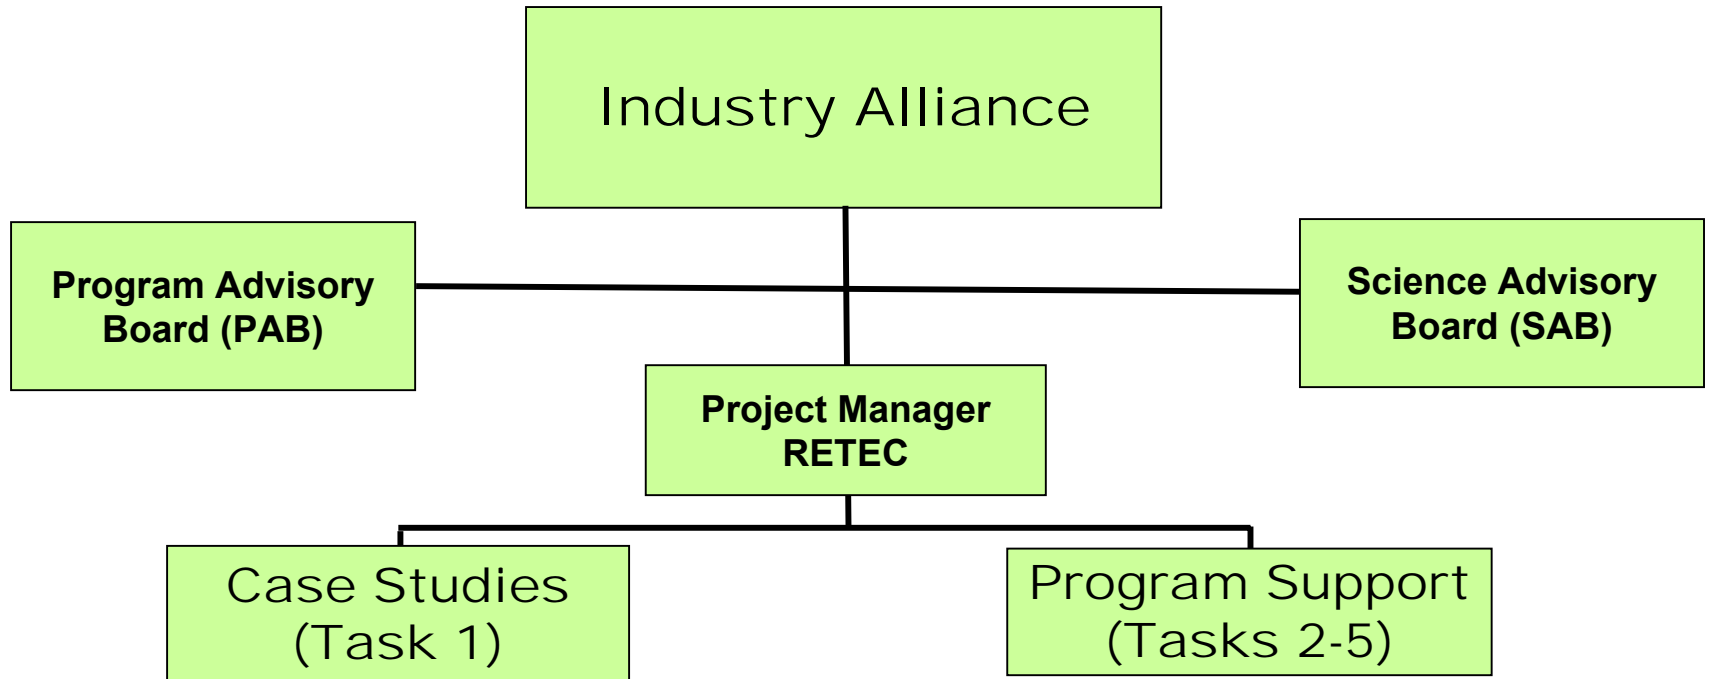 Industry Alliance
Program Advisory
Board (PAB)
Science Advisory
Board (SAB)
Project Manager
RETEC
Case Studies
(Task 1)
Program Support
(Tasks 2-5)